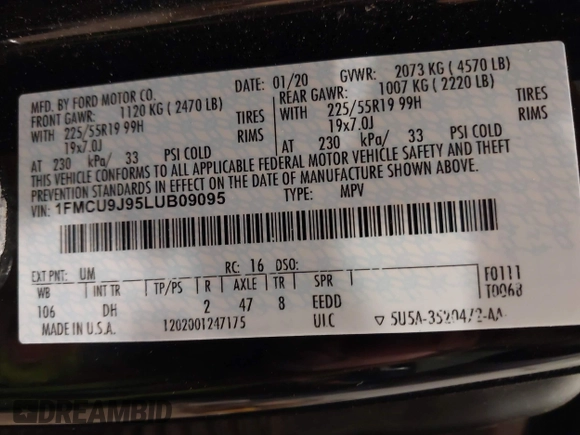 MFD. BY FORD MOTOR CO.
DATE: 01/20 GVWR: 2073 KG ( 4570 LB)
FRONT GAWR: 1120 KG ( 2470 LB) REAR GAWR: 1007 KG ( 2220 LB)
WITH 225/55R19 99H TIRES WITH 225/55R19 99H TIRES
19x7.0J RIMS 19x7.0J RIMS
AT 230 kPa/ 33 PSI COLD AT 230 kPa/ 33 PSI COLD
THIS VEHICLE CONFORMS TO ALL APPLICABLE FEDERAL MOTOR VEHICLE SAFETY AND THEFT
PREVENTION STANDARDS IN EFFECT ON THE DATE OF MANUFACTURE SHOWN ABOVE.
VIN: 1FMCU9J95LUB09095 TYPE: MPV
EXT PNT: UM RC: 16 DSO:
WB INT TR TP/PS R AXLE TR SPR F0111
106 DH 2 47 8 EEDD T0068
MADE IN U.S.A. 1202001247175 UIC ▽ 5U5A-3520472-AA
DREAMBID